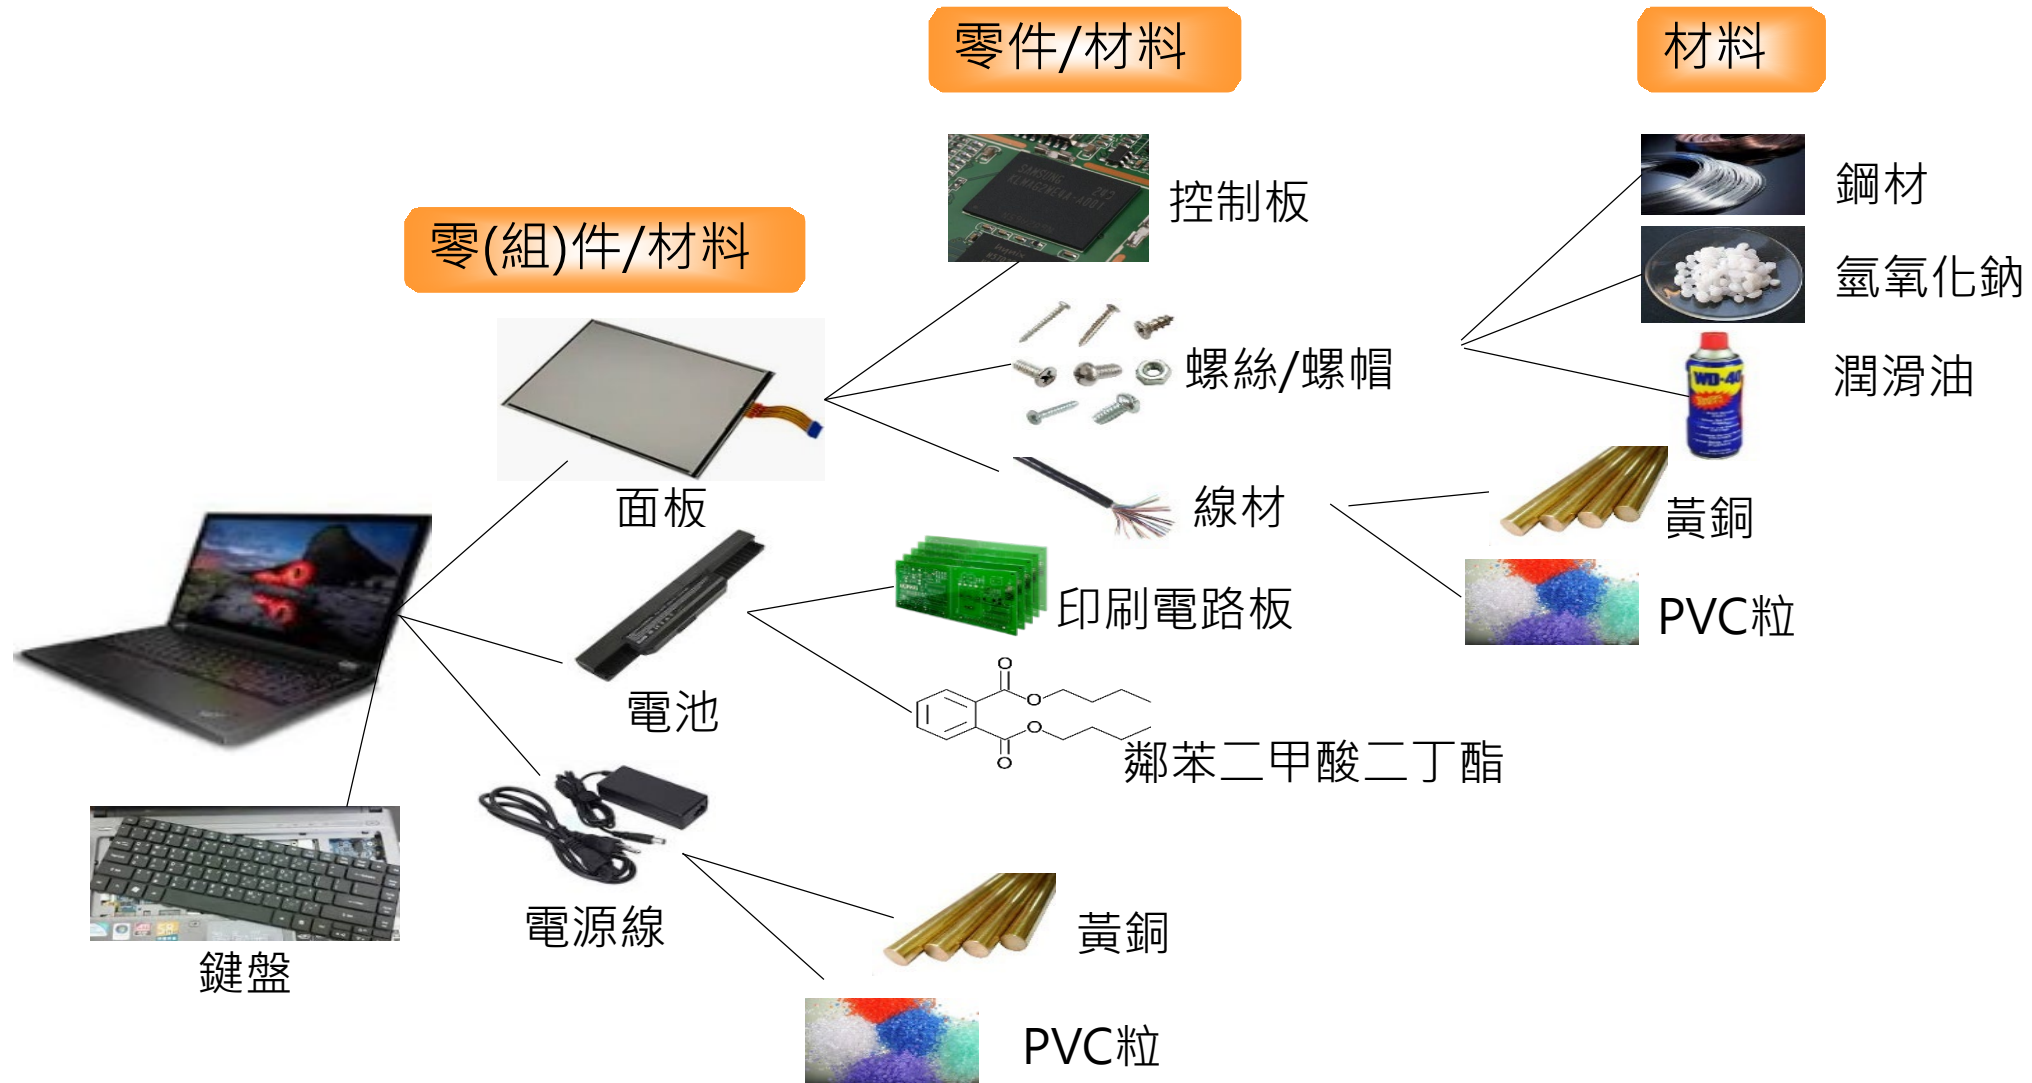 零件/材料
材料
零(組)件/材料
控制板
鋼材
氫氧化鈉
螺絲/螺帽
潤滑油
WD-40
面板
線材
黃銅
SAMSUNG
印刷電路板
PVC粒
電池
O
O
O
O
鄰苯二甲酸二丁酯
電源線
黃銅
鍵盤
PVC粒